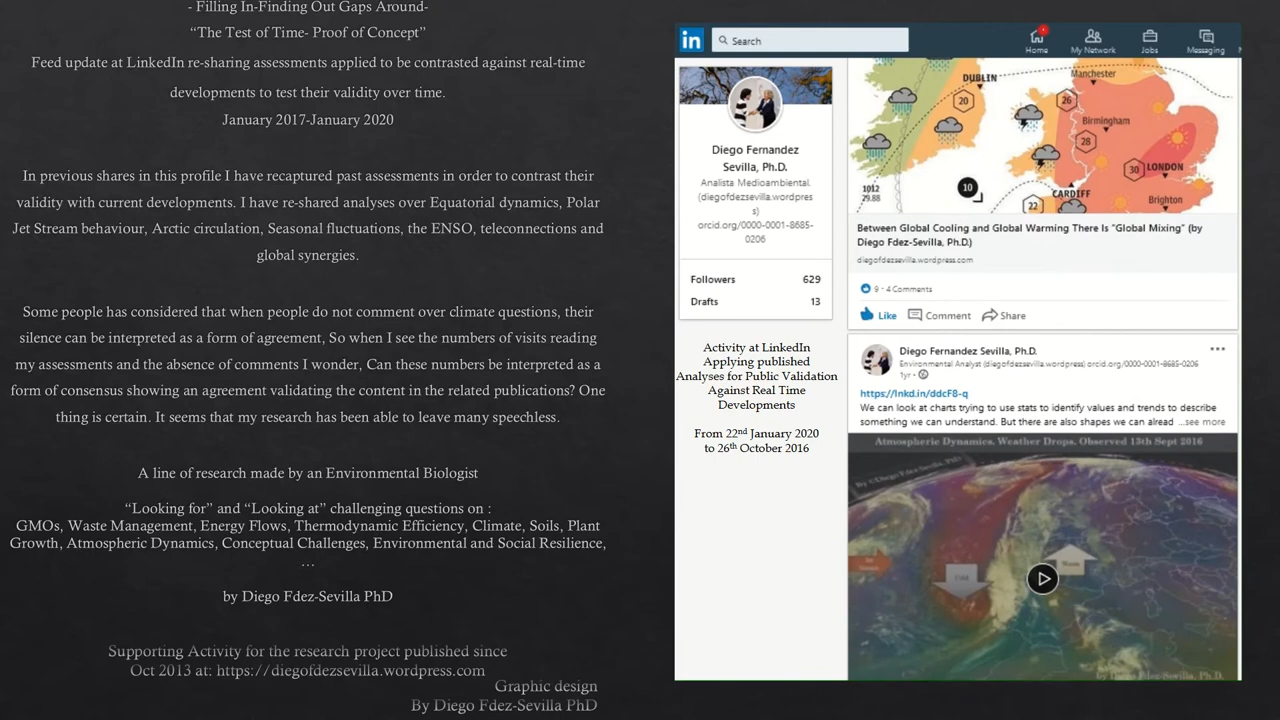 - Filling In-Finding Out Gaps Around-
“The Test of Time- Proof of Concept”
Feed update at LinkedIn re-sharing assessments applied to be contrasted against real-time
developments to test their validity over time.
January 2017-January 2020
In previous shares in this profile I have recaptured past assessments in order to contrast their
validity with current developments. I have re-shared analyses over Equatorial dynamics, Polar
Jet Stream behaviour, Arctic circulation, Seasonal fluctuations, the ENSO, teleconnections and
global synergies.
Some people has considered that when people do not comment over climate questions, their
silence can be interpreted as a form of agreement, So when I see the numbers of visits reading
my assessments and the absence of comments I wonder, Can these numbers be interpreted as a
form of consensus showing an agreement validating the content in the related publications? One
thing is certain. It seems that my research has been able to leave many speechless.
A line of research made by an Environmental Biologist
“Looking for” and “Looking at” challenging questions on :
GMOs, Waste Management, Energy Flows, Thermodynamic Efficiency, Climate, Soils, Plant
Growth, Atmospheric Dynamics, Conceptual Challenges, Environmental and Social Resilience,
…
by Diego Fdez-Sevilla PhD
Supporting Activity for the research project published since
Oct 2013 at: https://diegofdezsevilla.wordpress.com
Graphic design
By Diego Fdez-Sevilla PhD
in
Search
Home
My Network
Jobs
Messaging
Diego Fernandez
Sevilla, Ph.D.
Analista Medioambiental
(diegofdezsevilla.wordpres
s)
orcid.org/0000-0001-8685-
0206
Followers 629
Drafts 13
Activity at LinkedIn
Applying published
Analyses for Public Validation
Against Real Time
Developments
From 22nd January 2020
to 26th October 2016
DUBLIN
Manchester
20
26
Birmingham
28
30
LONDON
1012
29.88
10
CARDIFF
22
Brighton
Between Global Cooling and Global Warming There Is “Global Mixing” (by
Diego Fdez-Sevilla, Ph.D.)
diegofdezsevilla.wordpress.com
9 · 4 Comments
Like
Comment
Share
Diego Fernandez Sevilla, Ph.D.
Environmental Analyst (diegofdezsevilla.wordpress) orcid.org/0000-0001-8685-0206
1yr •
https://lnkd.in/ddcF8-q
We can look at charts trying to use stats to identify values and trends to describe
something we can understand. But there are also shapes we can alread ...see more
Atmospheric Dynamics. Weather Drops. Observed 13th Sept 2016
Cold
Warm
by Diego Fdez-Sevilla, Ph.D.